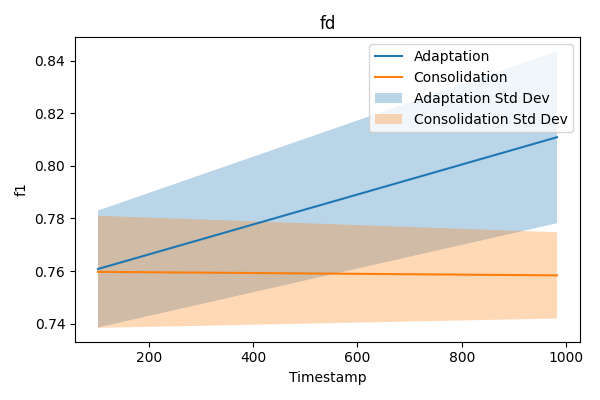 fd
Adaptation
Consolidation
Adaptation Std Dev
Consolidation Std Dev
0.84
0.82
0.80
0.78
0.76
0.74
f1
200 400 600 800 1000
Timestamp